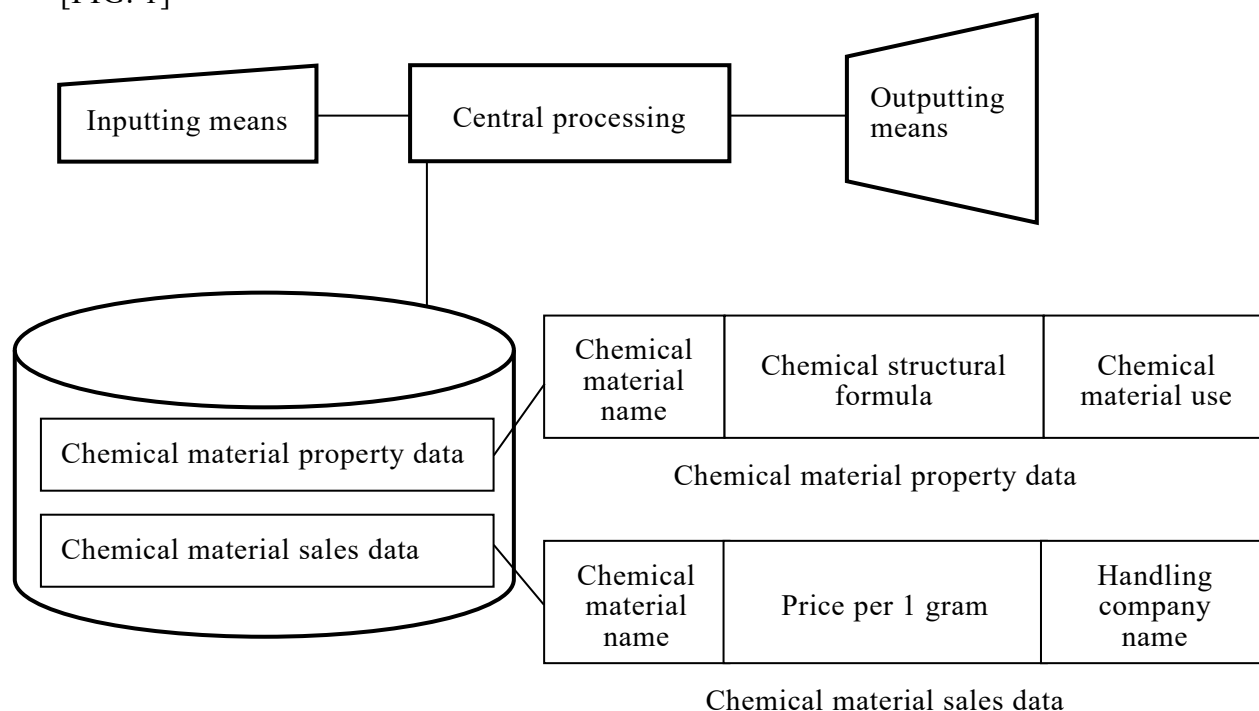 [FIG. 1]
Inputting means
Central processing
Outputting
means
Chemical material property data
Chemical material sales data
Chemical
material
name
Chemical structural
formula
Chemical
material use
Chemical material property data
Chemical
material
name
Price per 1 gram
Handling
company
name
Chemical material sales data